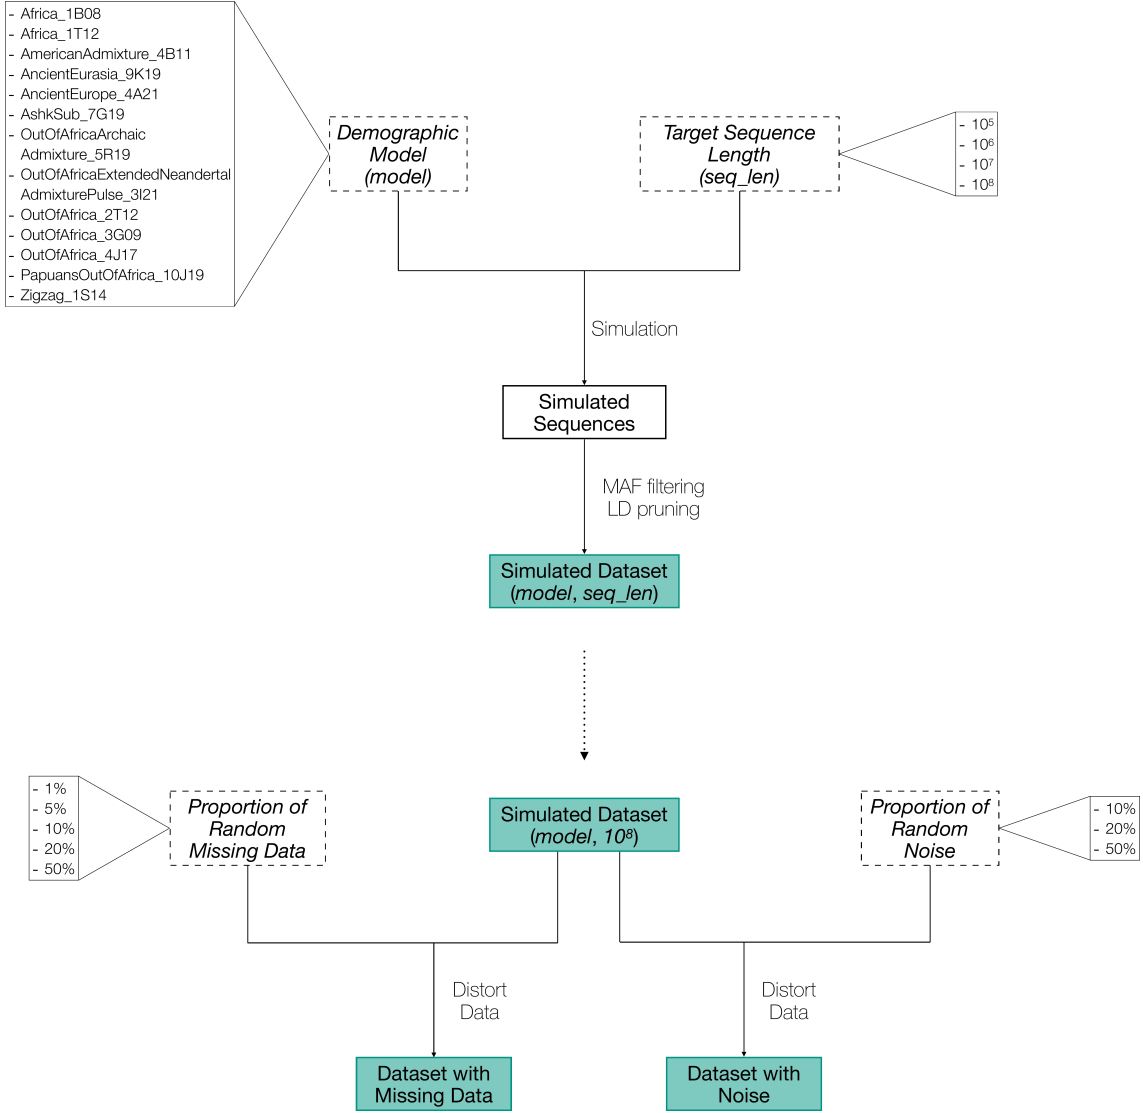 - Africa_1B08
- Africa_1T12
- AmericanAdmixture_4B11
- AncientEurasia_9K19
- AncientEurope_4A21
- AshkSub_7G19
- OutOfAfricaArchaic
Admixture_5R19
- OutOfAfricaExtendedNeandertal
AdmixturePulse_3I21
- OutOfAfrica_2T12
- OutOfAfrica_3G09
- OutOfAfrica_4J17
- PapuansOutOfAfrica_10J19
- Zigzag_1S14
Demographic
Model
(model)
Target Sequence
Length
(seq_len)
- 10⁵
- 10⁶
- 10⁷
- 10⁸
Simulation
Simulated
Sequences
MAF filtering
LD pruning
Simulated Dataset
(model, seq_len)
- 1%
- 5%
- 10%
- 20%
- 50%
Proportion of
Random
Missing Data
Simulated Dataset
(model, 10⁸)
Proportion of
Random
Noise
- 10%
- 20%
- 50%
Distort
Data
Distort
Data
Dataset with
Missing Data
Dataset with
Noise